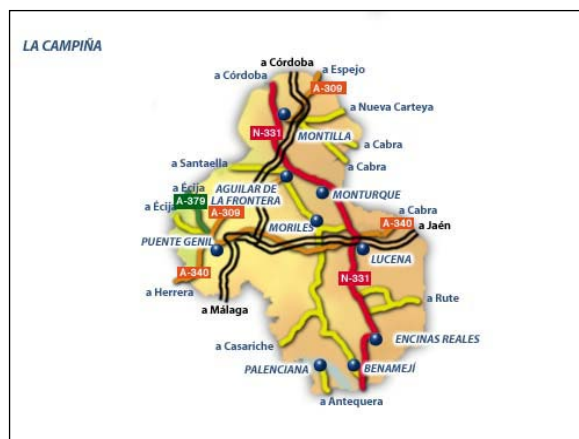 LA CAMPIÑA
a Córdoba
a Espejo
a Córdoba
A-309
a Nueva Carteya
MONTILLA
N-331
a Cabra
a Cabra
a Santaella
AGUILAR DE
LA FRONTERA
MONTURQUE
a Écija
A-379
a Écija
A-309
MORILES
a Cabra
A-340
a Jaén
PUENTE GENIL
LUCENA
A-340
N-331
a Herrera
a Málaga
a Rute
a Casariche
ENCINAS REALES
PALENCIANA
BENAMEJÍ
a Antequera